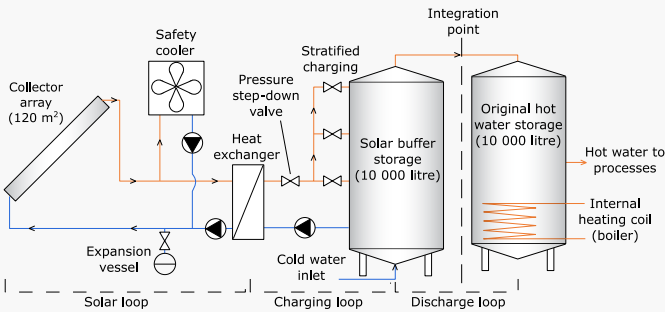 Safety
cooler
Collector
array
(120 m²)
Pressure
step-down
valve
Heat
exchanger
Stratified
charging
Integration
point
Solar buffer
storage
(10 000 litre)
Original hot
water storage
(10 000 litre)
Hot water to
processes
Internal
heating coil
(boiler)
Expansion
vessel
Cold water
inlet
Solar loop
Charging loop
Discharge loop